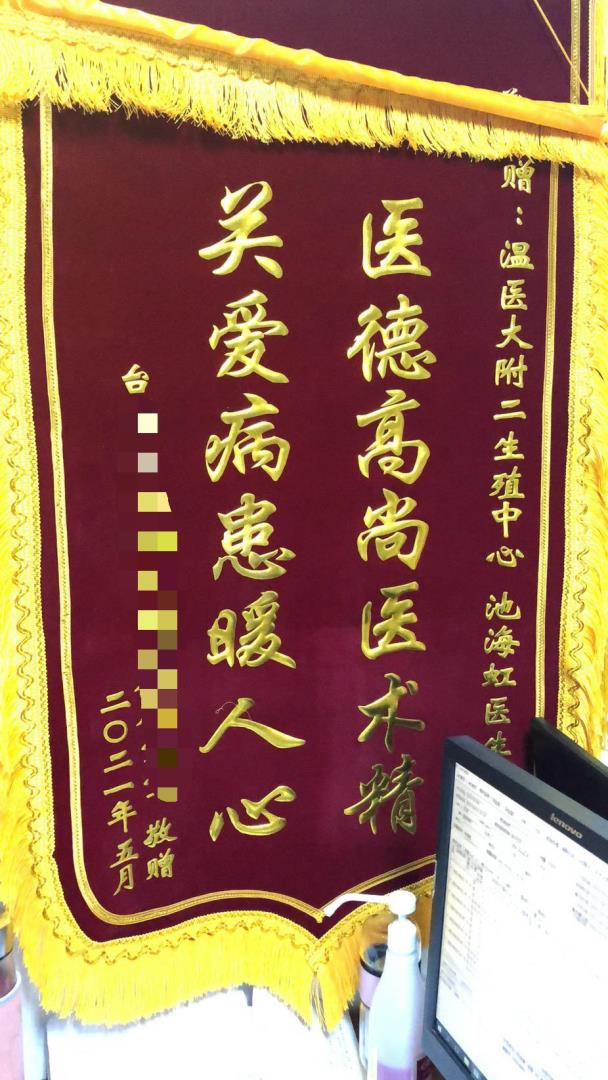 赠：温医大附二生殖中心 池海虹医生
医德高尚医术精
关爱病患暖人心
台
敬赠
二〇二一年五月
lenovo